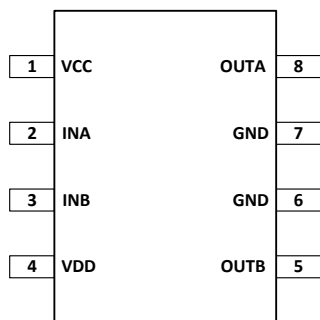 1 VCC OUTA 8
2 INA GND 7
3 INB GND 6
4 VDD OUTB 5